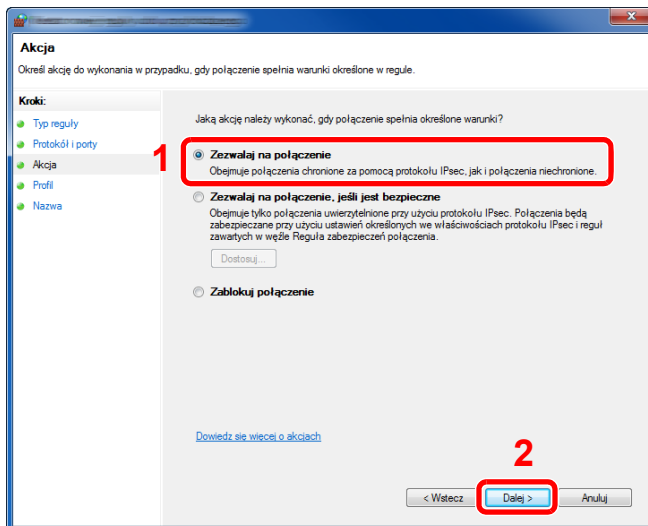 Akcja
Określ akcję do wykonania w przypadku, gdy połączenie spełnia warunki określone w regule.
Kroki:
Typ reguły
Protokół i porty
Akcja
Profil
Nazwa
Jaką akcję należy wykonać, gdy połączenie spełnia określone warunki?
1
Zezwalaj na połączenie
Obejmuje połączenia chronione za pomocą protokołu IPsec, jak i połączenia niechronione.
Zezwalaj na połączenie, jeśli jest bezpieczne
Obejmuje tylko połączenia uwierzytelnione przy użyciu protokołu IPsec. Połączenia będą
zabezpieczane przy użyciu ustawień określonych we właściwościach protokołu IPsec i reguł
zawartych w węźle Reguła zabezpieczeń połączenia.
Dostosuj...
Zablokuj połączenie
Dowiedz się więcej o akcjach
2
< Wstecz
Dalej >
Anuluj